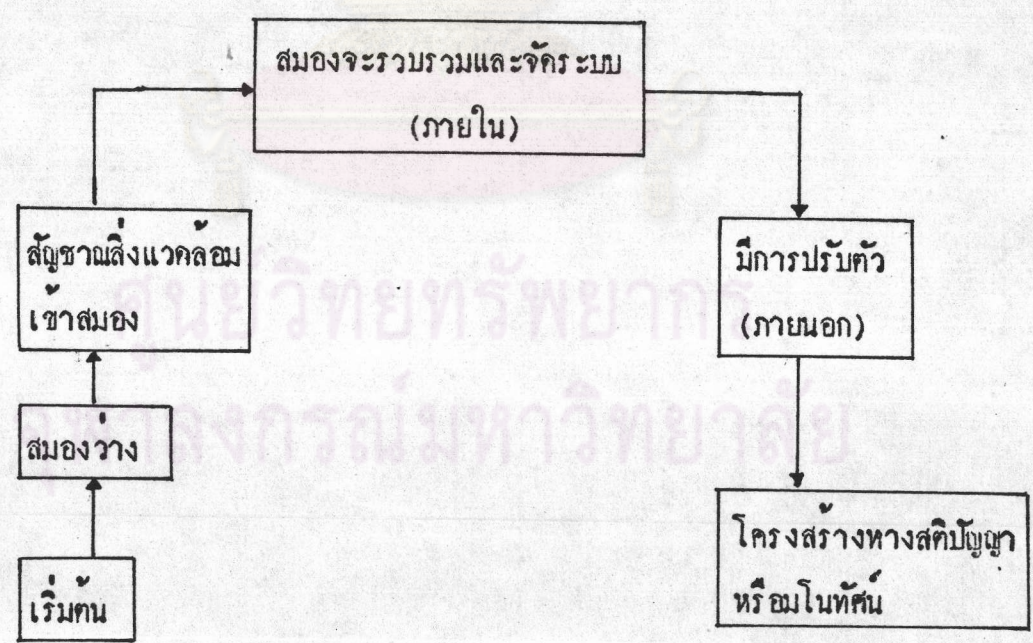 สมองจะรวบรวมและจัดระบบ
(ภายใน)
สัญชาณสิ่งแวดล้อม
เข้าสมอง
มีการปรับตัว
(ภายนอก)
สมองว่าง
เริ่มต้น
โครงสร้างทางสติปัญญา
หรือมโนทัศน์
ศูนย์วิทยทรัพยากร
จุฬาลงกรณ์มหาวิทยาลัย